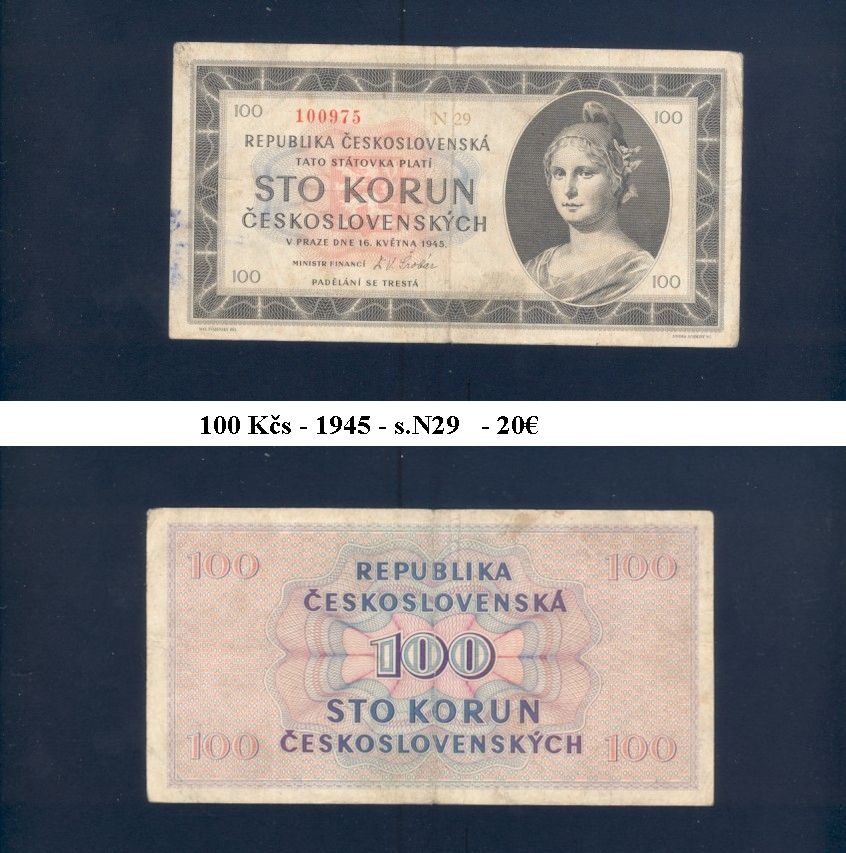 100 100975 N 29 100
REPUBLIKA ČESKOSLOVENSKÁ
TATO STÁTOVKA PLATÍ
STO KORUN
ČESKOSLOVENSKÝCH
V PRAZE DNE 16. KVĚTNA 1945.
MINISTR FINANCÍ Dr V. Šrobár
100 PADĚLÁNÍ SE TRESTÁ 100
100 Kčs - 1945 - s.N29 - 20€
100 REPUBLIKA 100
ČESKOSLOVENSKÁ
100
STO KORUN
100 ČESKOSLOVENSKÝCH 100